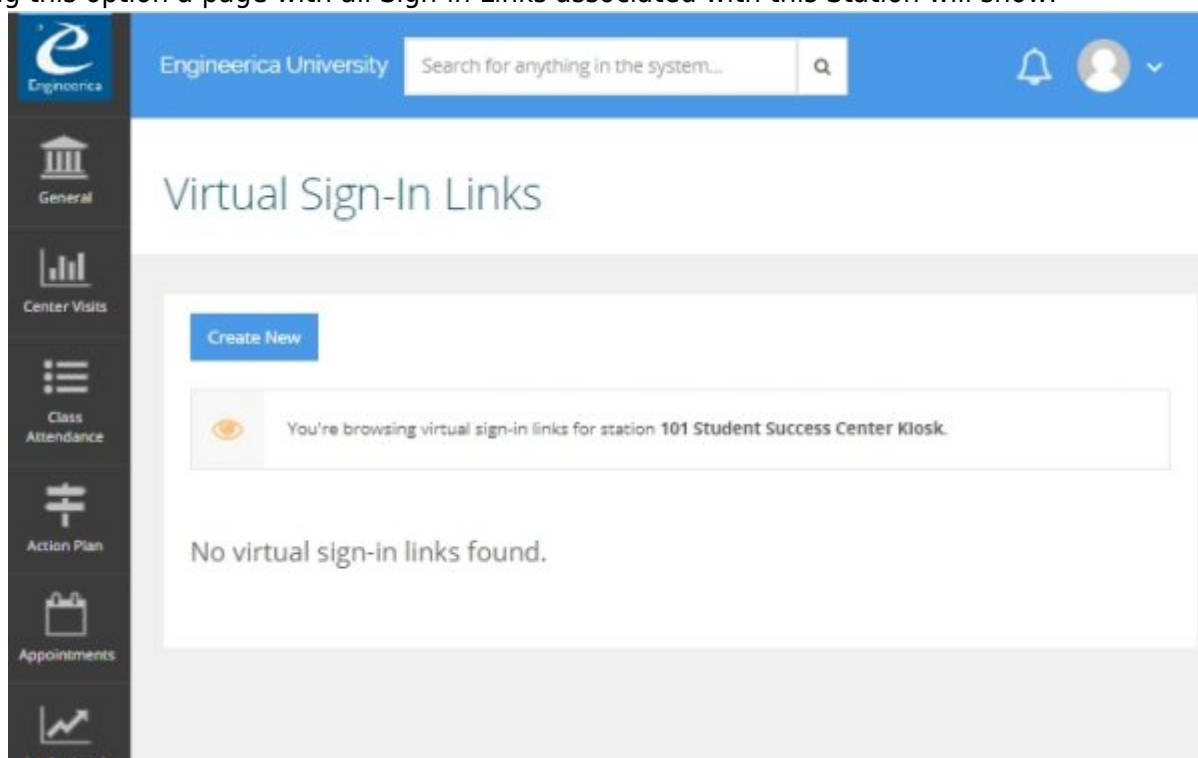 g this option a page with all Sign-in Links associated with this Station will show.
Engineerica
Engineerica University
Search for anything in the system...
General
Virtual Sign-In Links
Center Visits
Create New
Class
Attendance
You're browsing virtual sign-in links for station 101 Student Success Center Kiosk.
Action Plan
No virtual sign-in links found.
Appointments